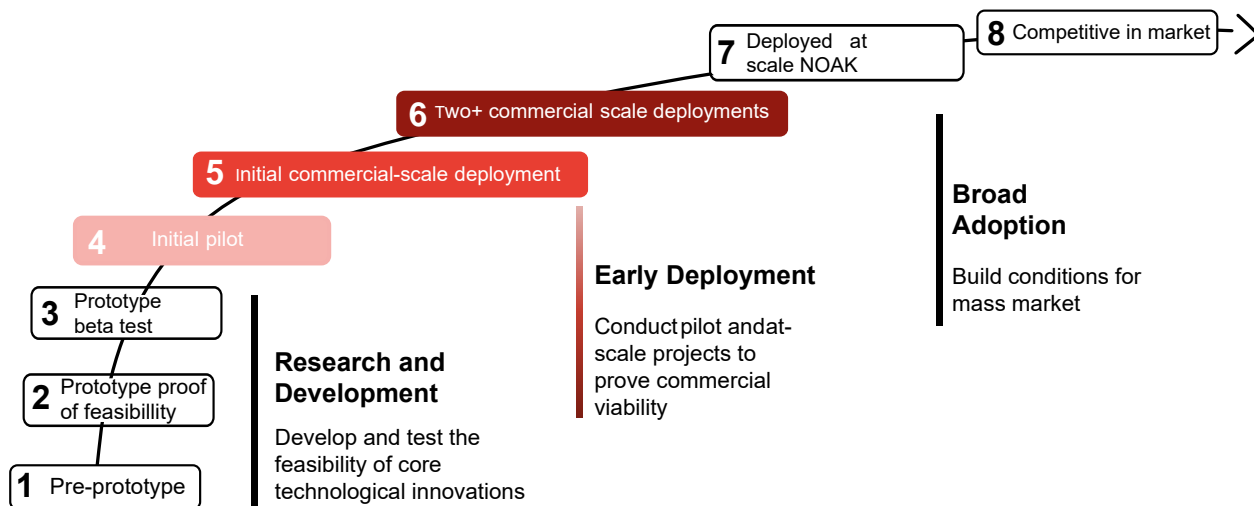 8 Competitive in market
7 Deployed at
scale NOAK
6 Two+ commercial scale deployments
5 Initial commercial-scale deployment
4 Initial pilot
3 Prototype
beta test
2 Prototype proof
of feasibillity
1 Pre-prototype
Research and
Development
Develop and test the
feasibility of core
technological innovations
Early Deployment
Conduct pilot andat-
scale projects to
prove commercial
viability
Broad
Adoption
Build conditions for
mass market